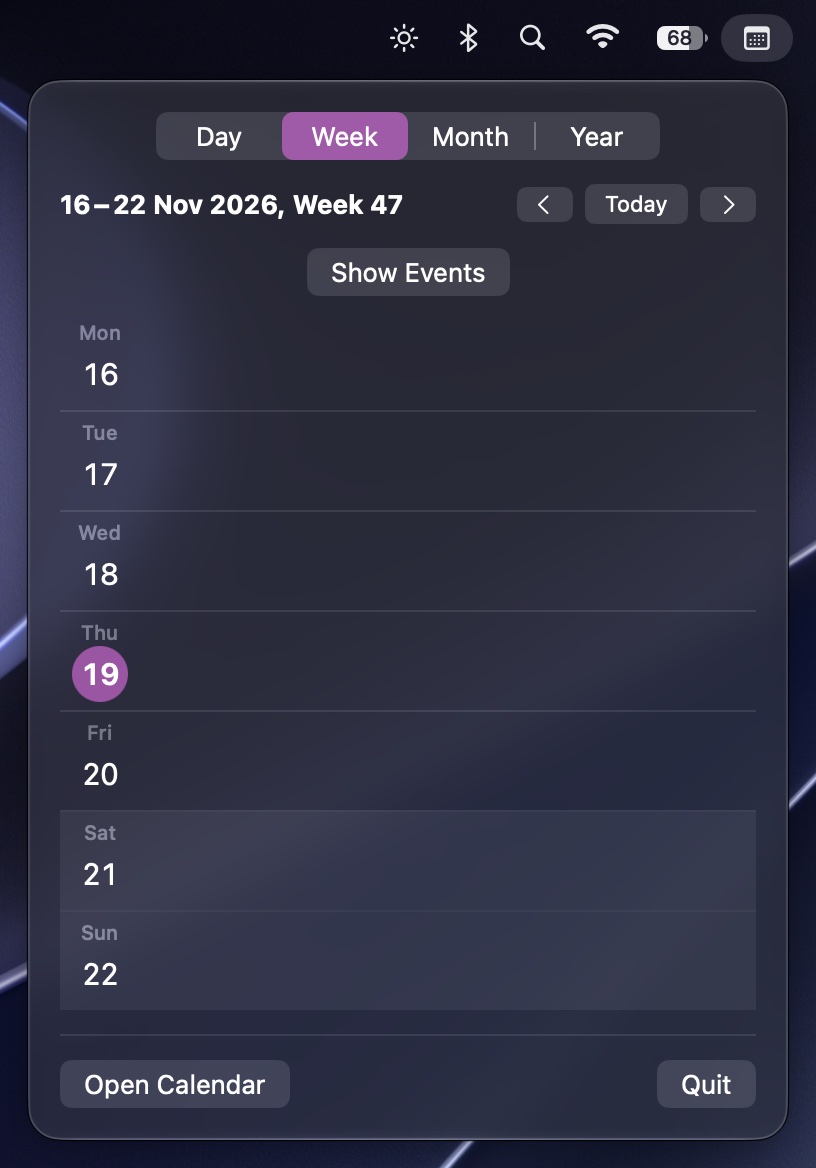 68
Day Week Month Year
16–22 Nov 2026, Week 47
Today
Show Events
Mon
16
Tue
17
Wed
18
Thu
19
Fri
20
Sat
21
Sun
22
Open Calendar Quit